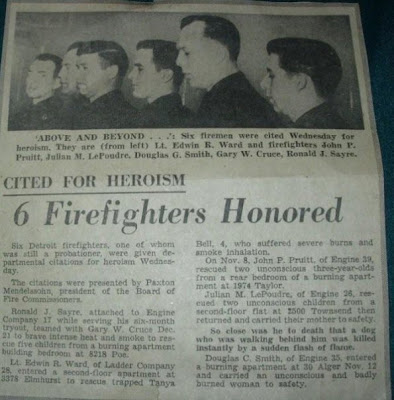 'ABOVE AND BEYOND . . .': Six firemen were cited Wednesday for
heroism. They are (from left) Lt. Edwin R. Ward and firefighters John P.
Pruitt, Julian M. LeFoudre, Douglas G. Smith, Gary W. Cruce, Ronald J. Sayre.
CITED FOR HEROISM
6 Firefighters Honored
Six Detroit firefighters, one of whom
was still a probationer, were given de-
partmental citations for heroism Wednes-
day.
The citations were presented by Paxton
Mendelssohn, president of the Board of
Fire Commissioners.
Ronald J. Sayre, attached to Engine
Company 17 while serving his six-month
tryout, teamed with Gary W. Cruce Dec.
21 to brave intense heat and smoke to res-
cue five children from a burning apartment
building bedroom at 8218 Poe.
Lt. Edwin R. Ward, of Ladder Company
28, entered a second-floor apartment at
3378 Elmhurst to rescue trapped Tanya
Bell, 4, who suffered severe burns and
smoke inhalation.
On Nov. 8, John P. Pruitt, of Engine 39,
rescued two unconscious three-year-olds
from a rear bedroom of a burning apart-
ment at 1974 Taylor.
Julian M. LeFoudre, of Engine 26, res-
cued two unconscious children from a
second-floor flat at 2500 Townsend then
returned and carried their mother to safety.
So close was he to death that a dog
who was walking behind him was killed
instantly by a sudden flash of flame.
Douglas C. Smith, of Engine 25, entered
a burning apartment at 30 Alger Nov. 12
and carried an unconscious and badly
burned woman to safety.